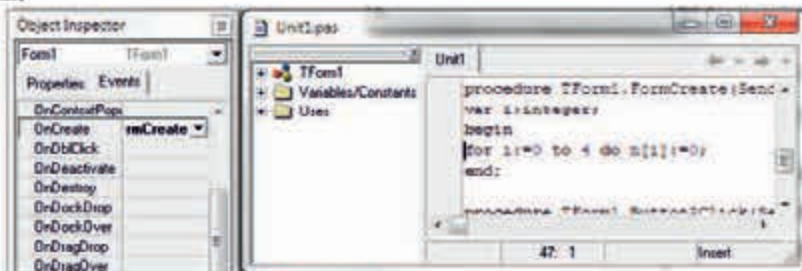 Object Inspector
Form1 TForm1
Properties Events
OnContextPopu
OnCreate rmCreate
OnDblClick
OnDeactivate
OnDestroy
OnDockDrop
OnDockOver
OnDragDrop
OnDragOver
Unit1.pas
TForm1
Variables/Constants
Uses
Unit1
procedure TForm1.FormCreate(Send
var i:integer;
begin
for i:=0 to 4 do n[i]:=0;
end;
procedure TForm1.Button2Click(Se
47: 1 Insert